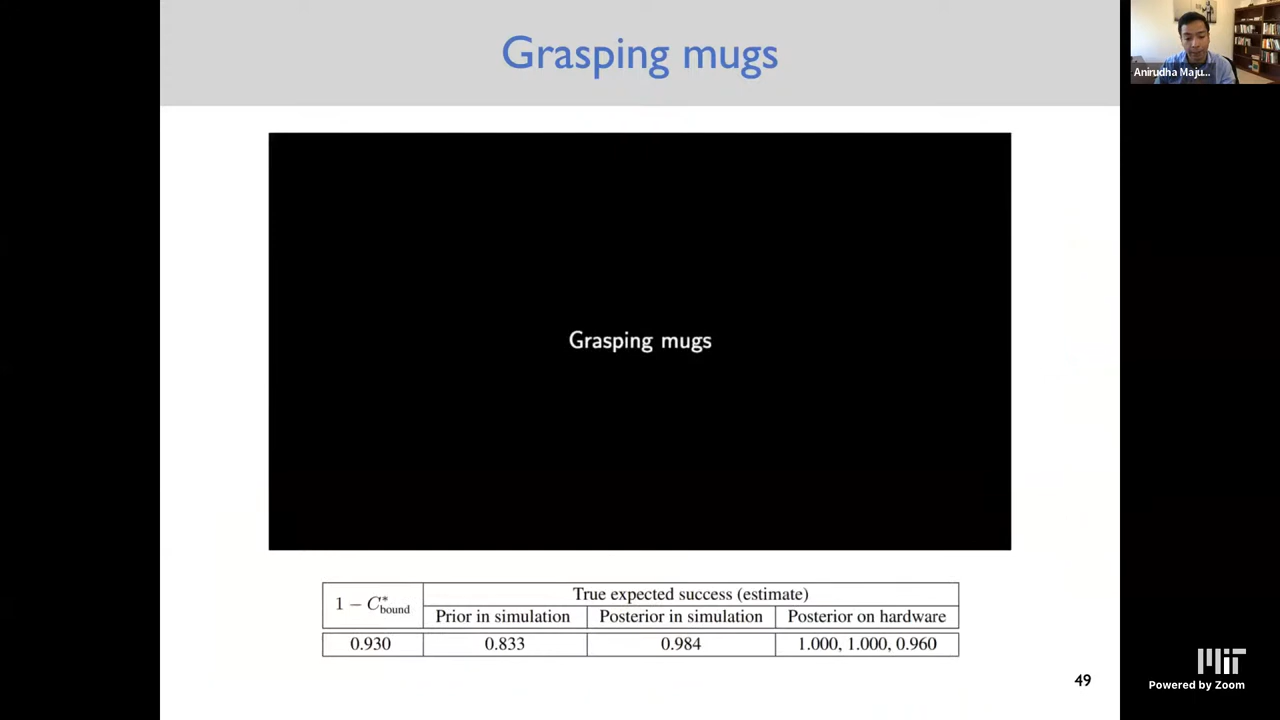 Grasping mugs
Anirudha Maju...
Grasping mugs
1 − C*bound
True expected success (estimate)
Prior in simulation Posterior in simulation Posterior on hardware
0.930 0.833 0.984 1.000, 1.000, 0.960
49
MIT
Powered by Zoom